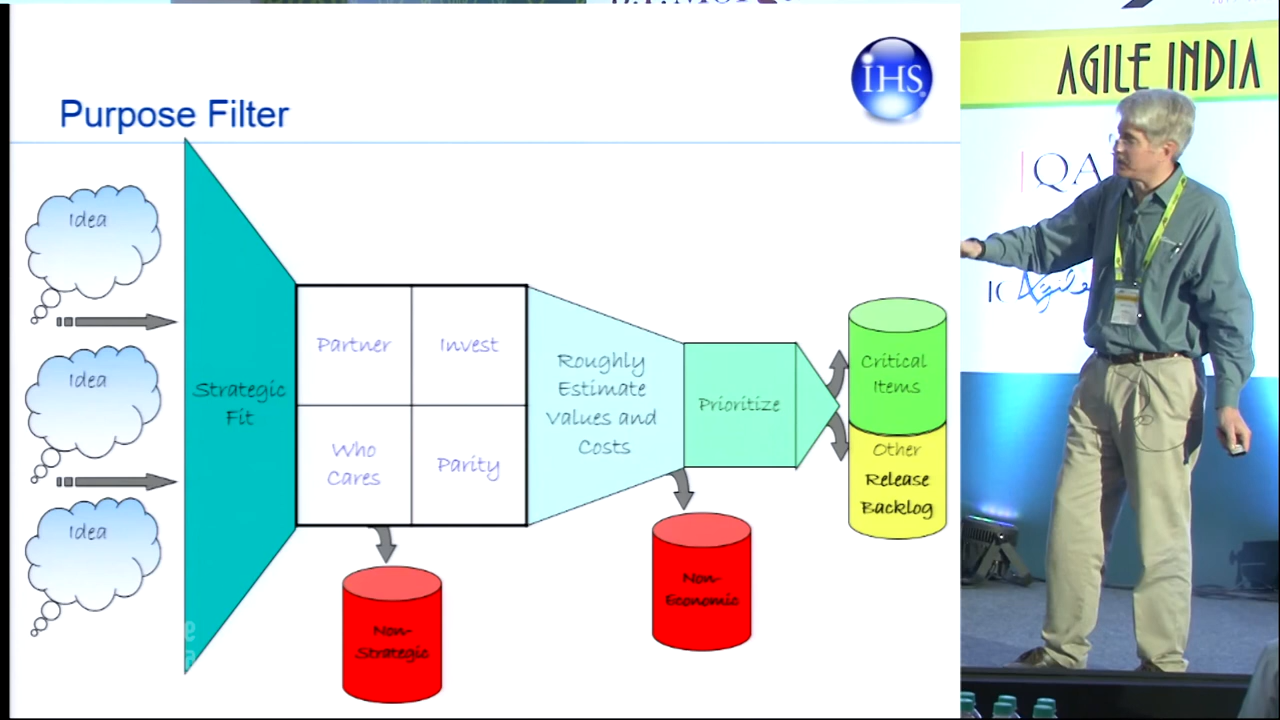 IHS
Purpose Filter
Idea
Idea
Idea
Strategic
Fit
Partner
Invest
Who
Cares
Parity
Roughly
Estimate
Values and
Costs
Prioritize
Critical
Items
Other
Release
Backlog
Non-
Strategic
Non-
Economic
AGILE INDIA
QA